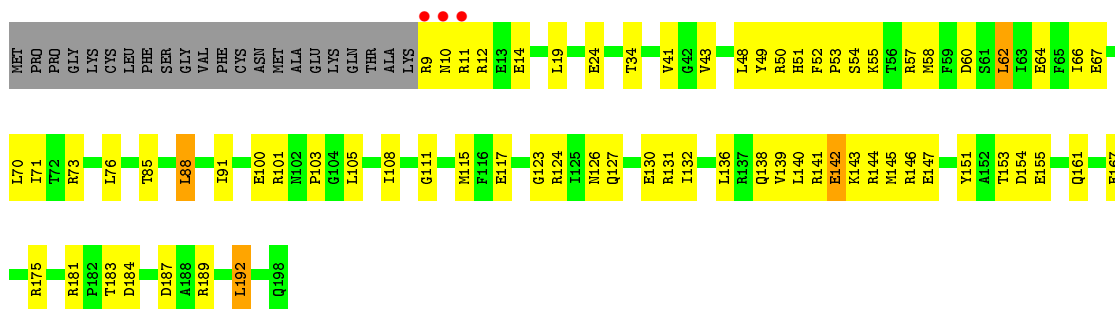 MET PRO PRO GLY LYS CYS LEU PHE SER GLY VAL PHE CYS ASN MET ALA GLU LYS GLN THR ALA LYS R9 N10 R11 R12 E13 E14 L19 E24 T34 V41 G42 V43 L48 Y49 R50 H51 F52 P53 S54 K55 T56 R57 M58 F59 D60 S61 L62 I63 E64 F65 I66 E67
L70 I71 T72 R73 L76 T85 L88 I91 E100 R101 N102 P103 G104 L105 I108 G111 M115 F116 E117 G123 R124 I125 N126 Q127 E130 R131 I132 L136 R137 Q138 V139 L140 R141 E142 K143 R144 M145 R146 E147 Y151 A152 T153 D154 E155 Q161
R175 R181 P182 T183 D184 D187 A188 R189 L192 Q198